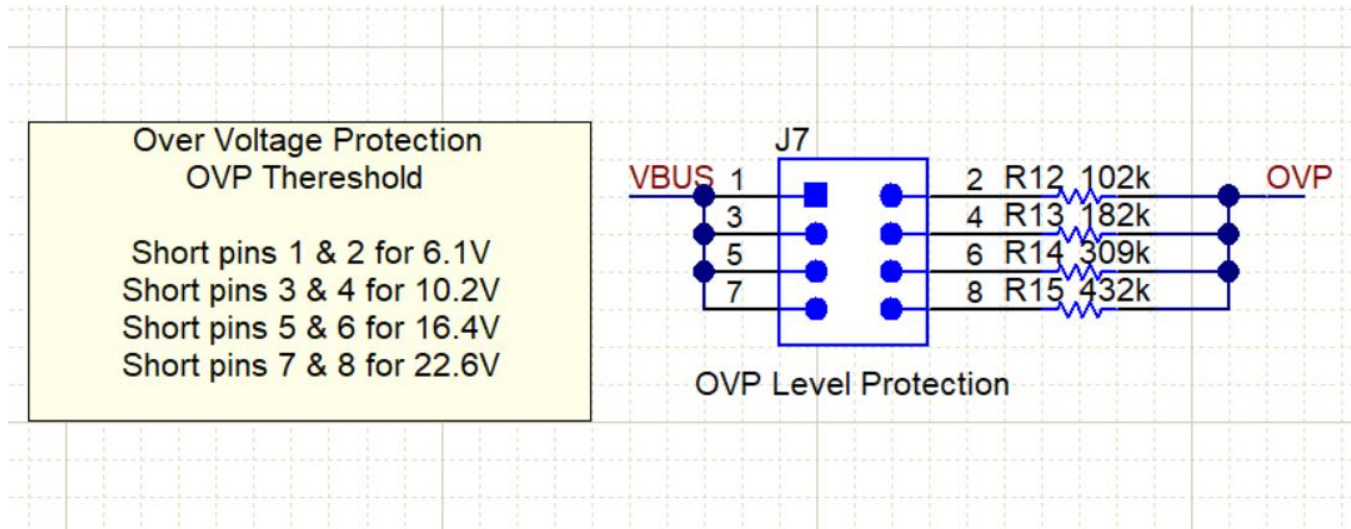 Over Voltage Protection
OVP Thereshold
Short pins 1 & 2 for 6.1V
Short pins 3 & 4 for 10.2V
Short pins 5 & 6 for 16.4V
Short pins 7 & 8 for 22.6V
J7
VBUS 1 2 R12 102k OVP
3 4 R13 182k
5 6 R14 309k
7 8 R15 432k
OVP Level Protection